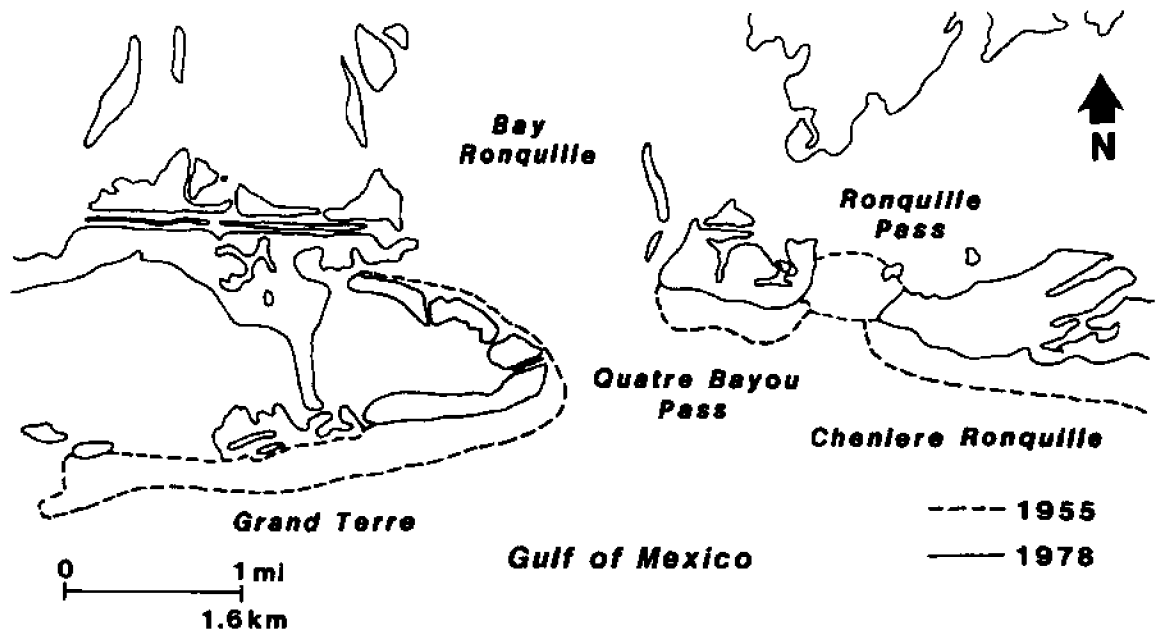 Bay
Ronquille
N
Ronquille
Pass
Quatre Bayou
Pass
Cheniere Ronquille
Grand Terre
1955
Gulf of Mexico
1978
0 1 mi
1.6 km